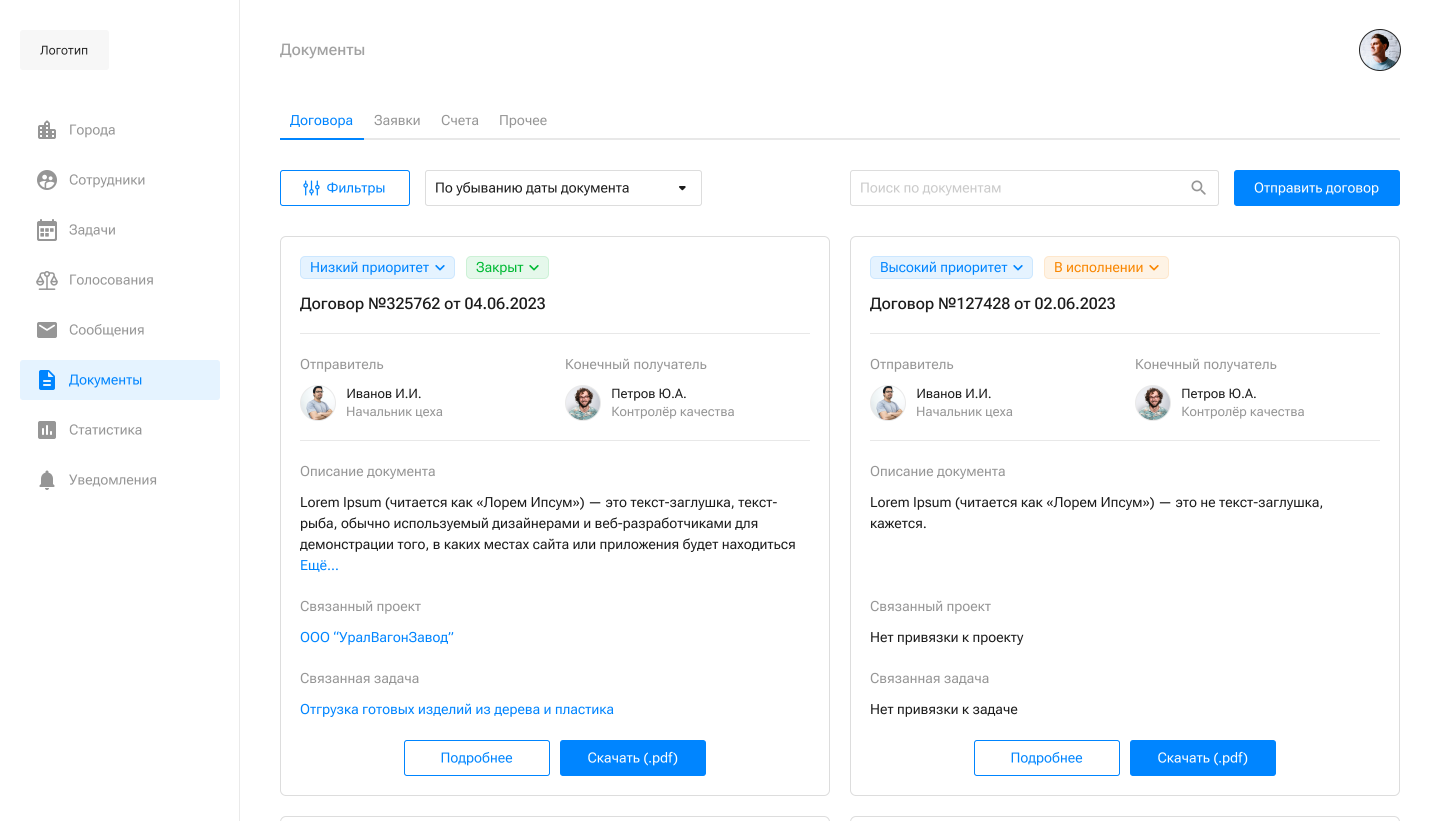 Логотип
Города
Сотрудники
Задачи
Голосования
Сообщения
Документы
Статистика
Уведомления
Документы
Договора Заявки Счета Прочее
Фильтры По убыванию даты документа Поиск по документам Отправить договор
Низкий приоритет Закрыт
Договор №325762 от 04.06.2023
Отправитель Конечный получатель
Иванов И.И. Петров Ю.А.
Начальник цеха Контролёр качества
Описание документа
Lorem Ipsum (читается как «Лорем Ипсум») — это текст-заглушка, текст-
рыба, обычно используемый дизайнерами и веб-разработчиками для
демонстрации того, в каких местах сайта или приложения будет находиться
Ещё...
Связанный проект
ООО “УралВагонЗавод”
Связанная задача
Отгрузка готовых изделий из дерева и пластика
Подробнее Скачать (.pdf)
Высокий приоритет В исполнении
Договор №127428 от 02.06.2023
Отправитель Конечный получатель
Иванов И.И. Петров Ю.А.
Начальник цеха Контролёр качества
Описание документа
Lorem Ipsum (читается как «Лорем Ипсум») — это не текст-заглушка,
кажется.
Связанный проект
Нет привязки к проекту
Связанная задача
Нет привязки к задаче
Подробнее Скачать (.pdf)